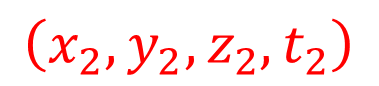 (x₂, y₂, z₂, t₂)